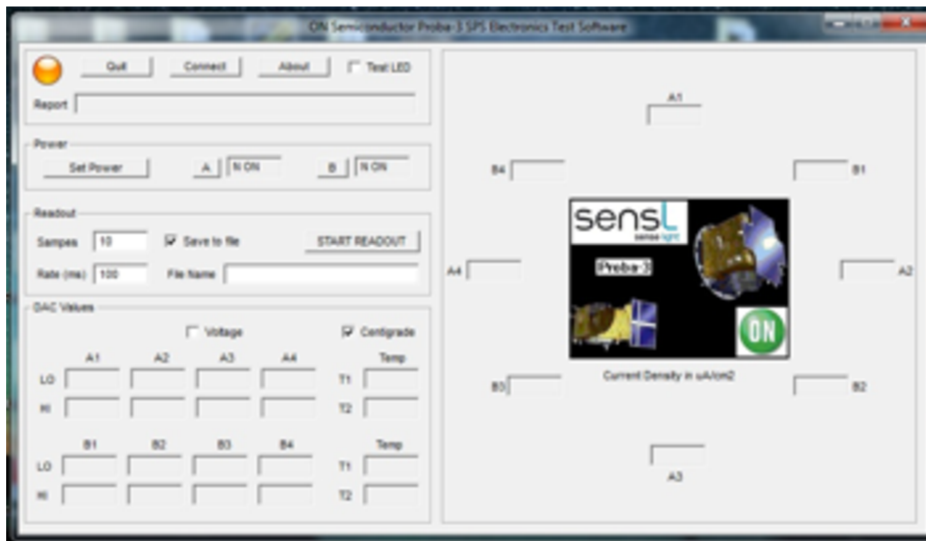 ON Semiconductor Proba-3 SPS Electronics Test Software
Quit Connect About Test LED
Report
Power
Set Power A N ON B N ON
Readout
Sampes 10 Save to file START READOUT
Rate (ms) 100 File Name
DAC Values
Voltage Centigrade
A1 A2 A3 A4 Temp
LO T1
HI T2
B1 B2 B3 B4 Temp
LO T1
HI T2
A1
B4 B1
sensL
sense light
Proba-3
A4 A2
ON
Current Density in uA/cm2
B3 B2
A3